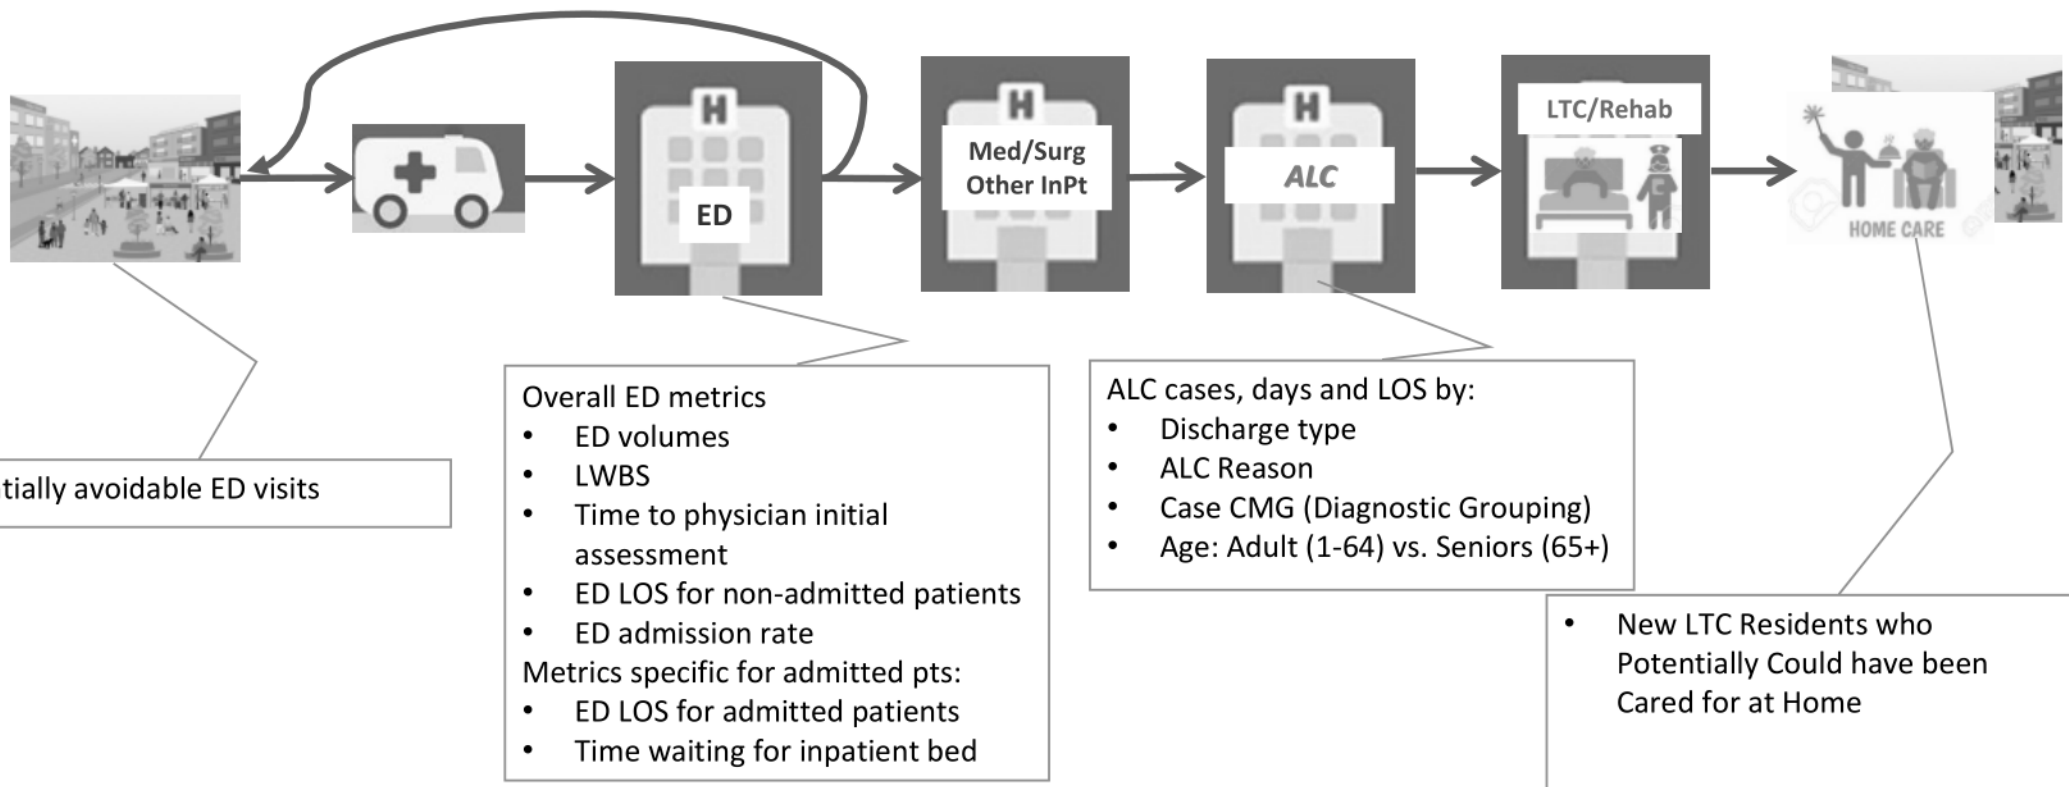 H
ED
H
Med/Surg
Other InPt
H
ALC
LTC/Rehab
HOME CARE
tially avoidable ED visits
Overall ED metrics
• ED volumes
• LWBS
• Time to physician initial
assessment
• ED LOS for non-admitted patients
• ED admission rate
Metrics specific for admitted pts:
• ED LOS for admitted patients
• Time waiting for inpatient bed
ALC cases, days and LOS by:
• Discharge type
• ALC Reason
• Case CMG (Diagnostic Grouping)
• Age: Adult (1-64) vs. Seniors (65+)
• New LTC Residents who
Potentially Could have been
Cared for at Home